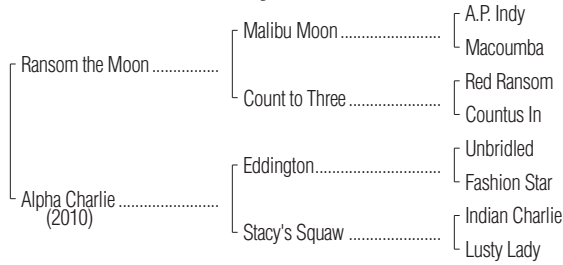 A.P. Indy
Malibu Moon
Macoumba
Ransom the Moon
Red Ransom
Count to Three
Countus In
Unbridled
Eddington
Fashion Star
Alpha Charlie
(2010)
Indian Charlie
Stacy's Squaw
Lusty Lady